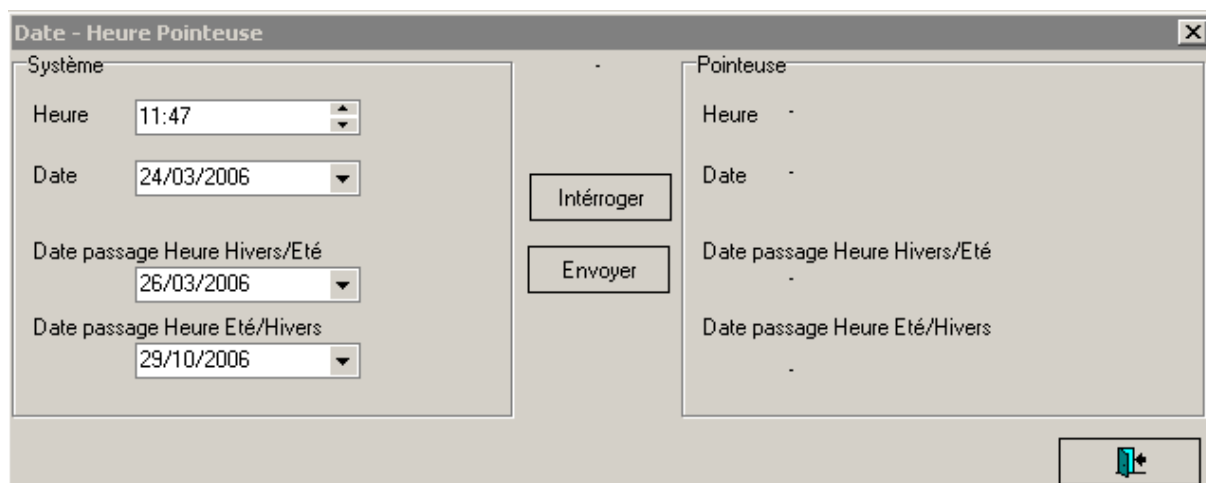 Date - Heure Pointeuse
Système
Heure 11:47
Date 24/03/2006
Date passage Heure Hivers/Eté
26/03/2006
Date passage Heure Eté/Hivers
29/10/2006
-
Intérroger
Envoyer
Pointeuse
Heure -
Date -
Date passage Heure Hivers/Eté
-
Date passage Heure Eté/Hivers
-